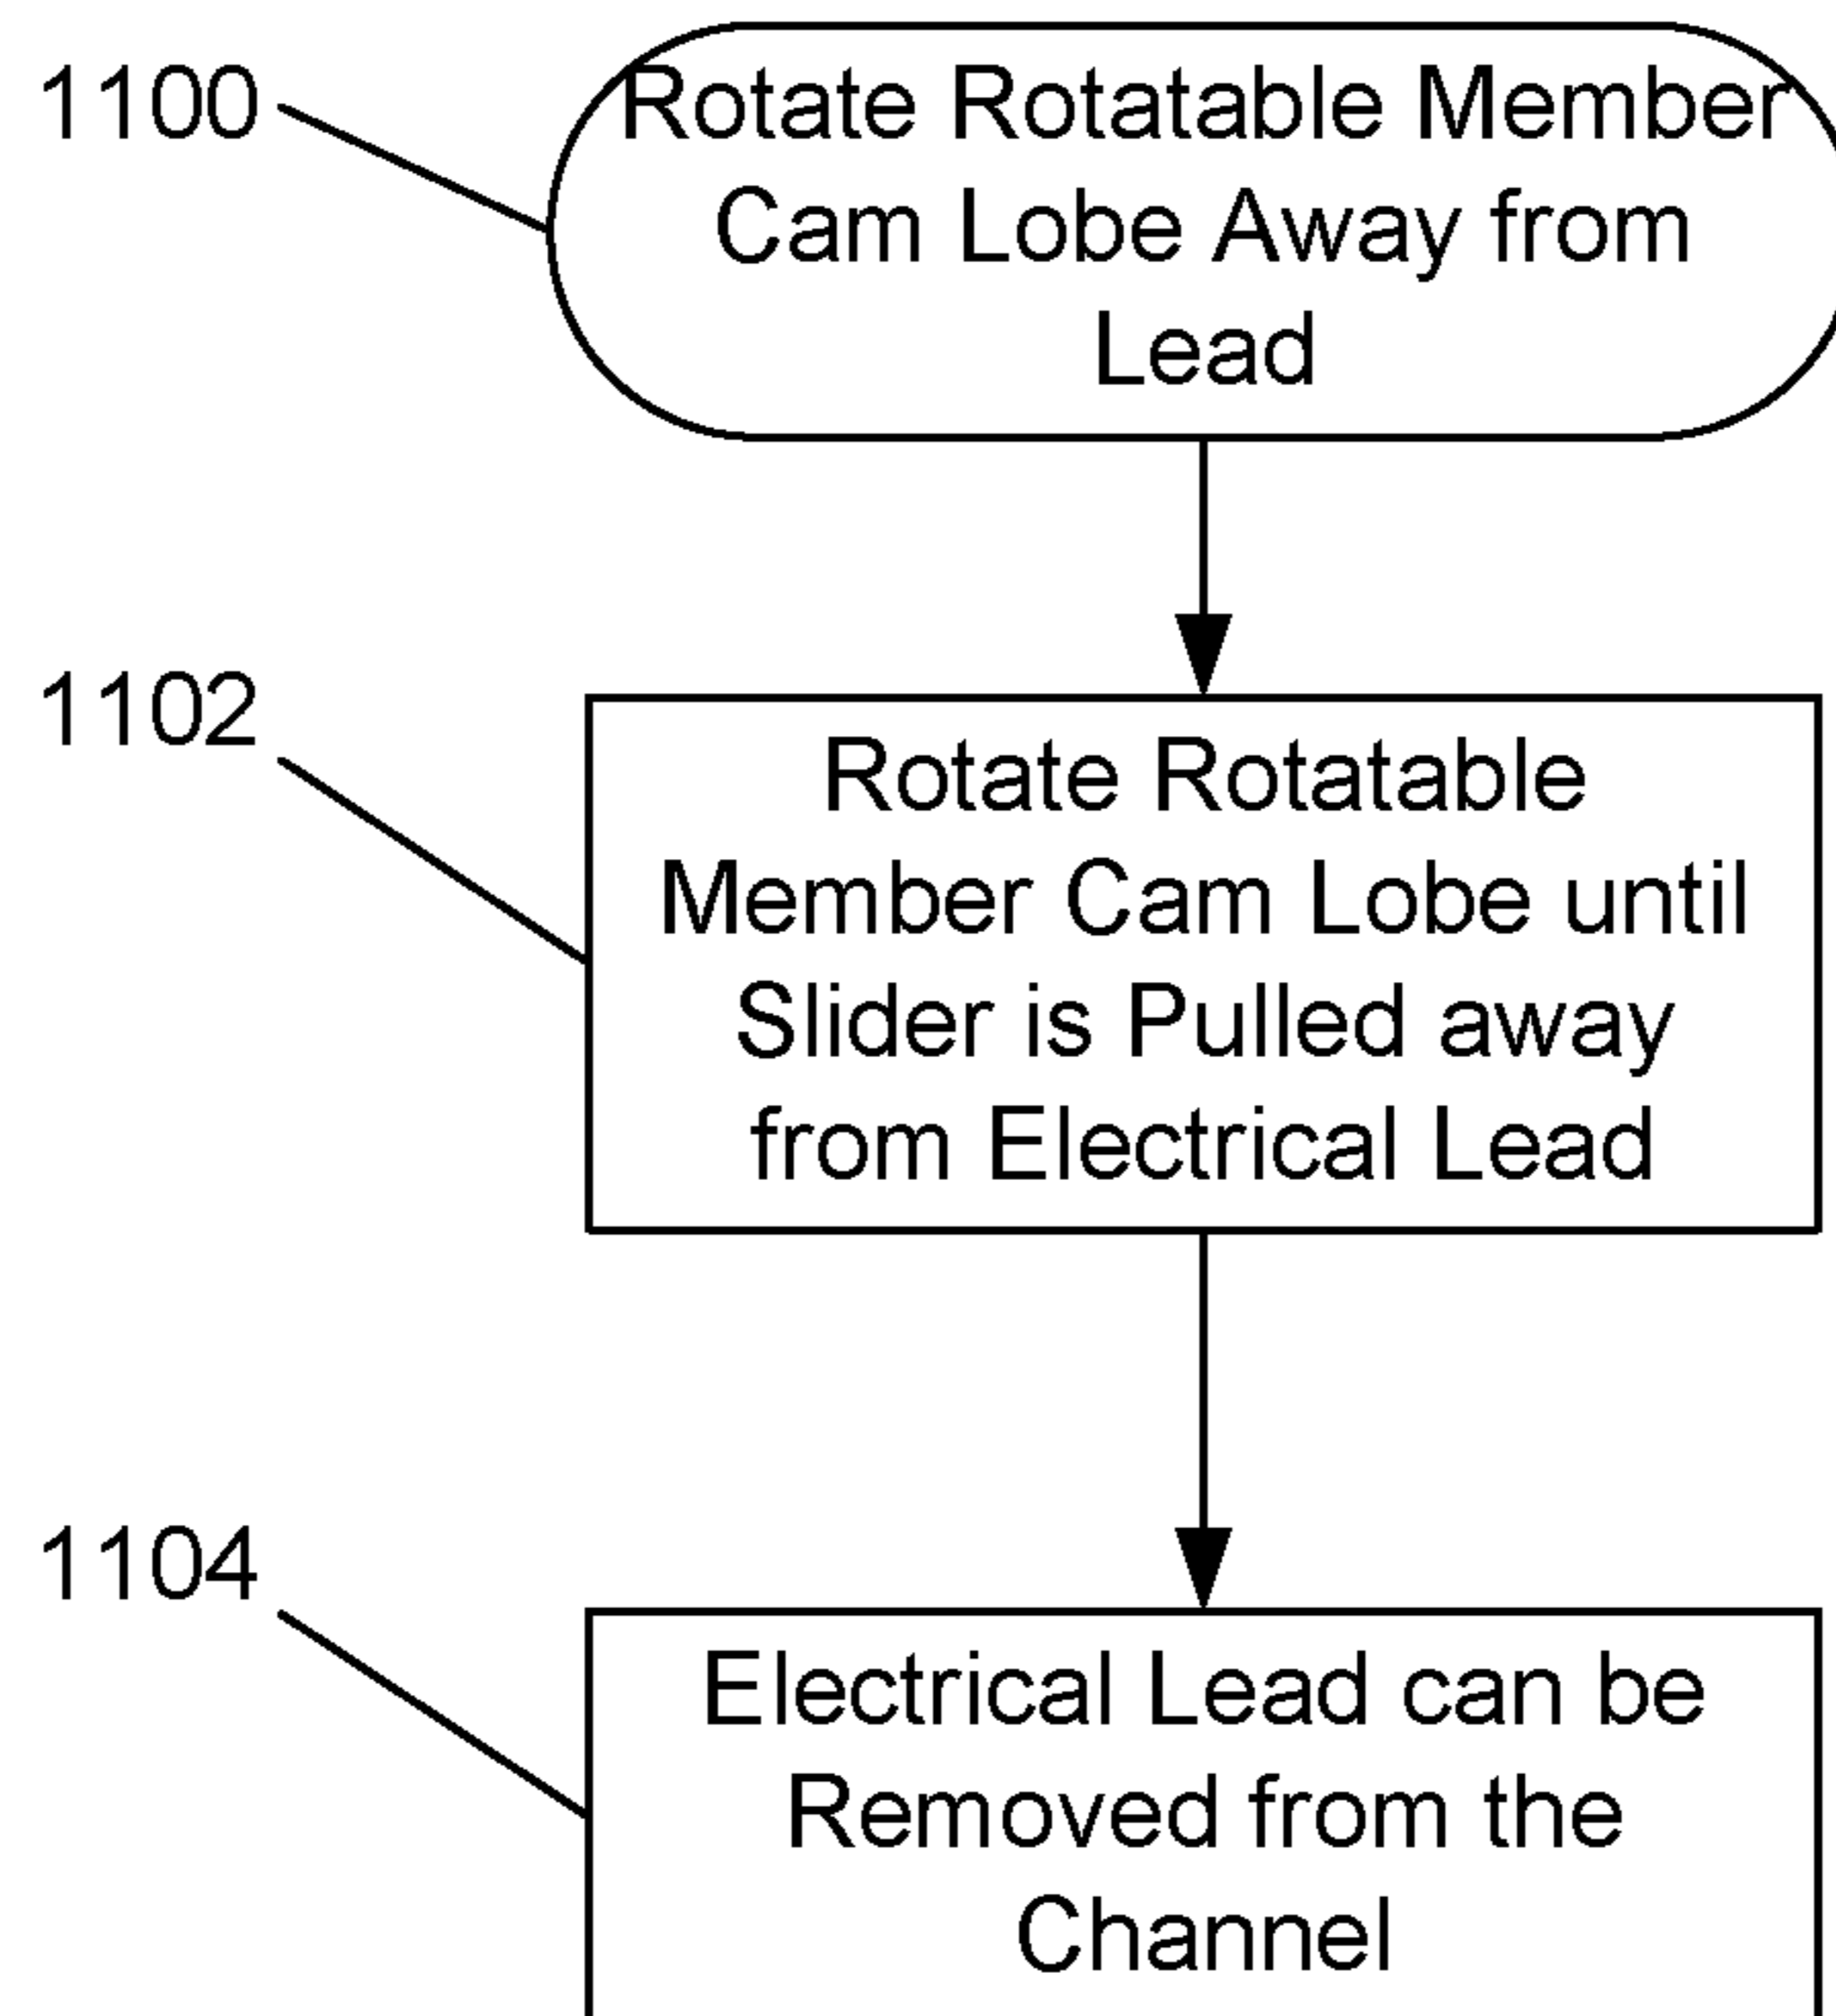 1100
Rotate Rotatable Member
Cam Lobe Away from
Lead
1102
Rotate Rotatable
Member Cam Lobe until
Slider is Pulled away
from Electrical Lead
1104
Electrical Lead can be
Removed from the
Channel